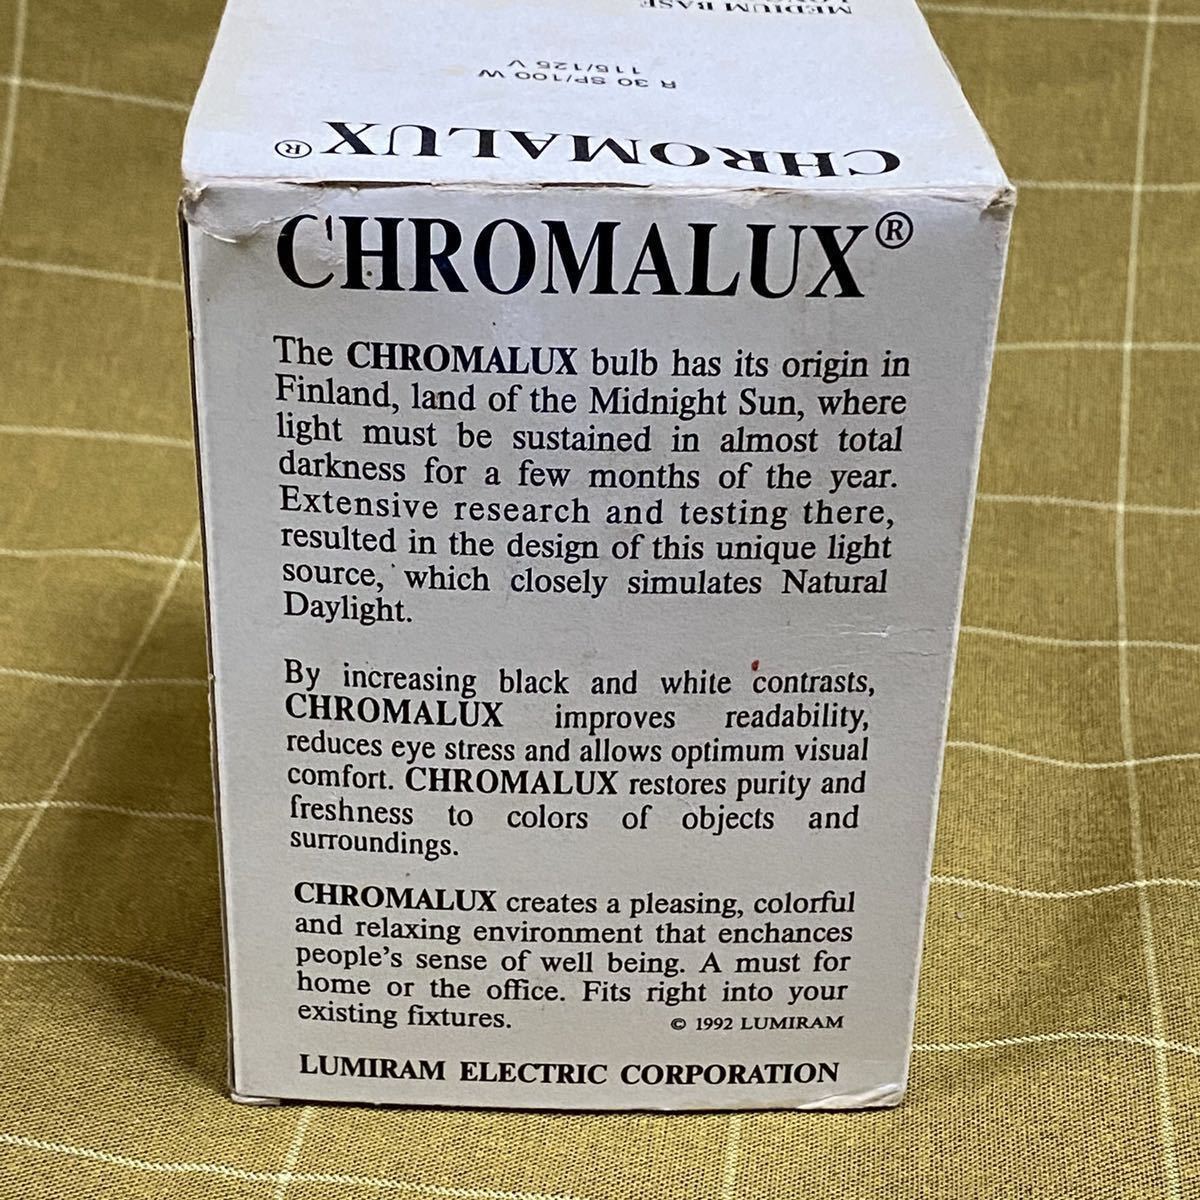 MEDIUM BASE
R 30 SP/100 W
115/125 V
CHROMALUX®
CHROMALUX®
The CHROMALUX bulb has its origin in
Finland, land of the Midnight Sun, where
light must be sustained in almost total
darkness for a few months of the year.
Extensive research and testing there,
resulted in the design of this unique light
source, which closely simulates Natural
Daylight.
By increasing black and white contrasts,
CHROMALUX improves readability,
reduces eye stress and allows optimum visual
comfort. CHROMALUX restores purity and
freshness to colors of objects and
surroundings.
CHROMALUX creates a pleasing, colorful
and relaxing environment that enchances
people's sense of well being. A must for
home or the office. Fits right into your
existing fixtures.
© 1992 LUMIRAM
LUMIRAM ELECTRIC CORPORATION